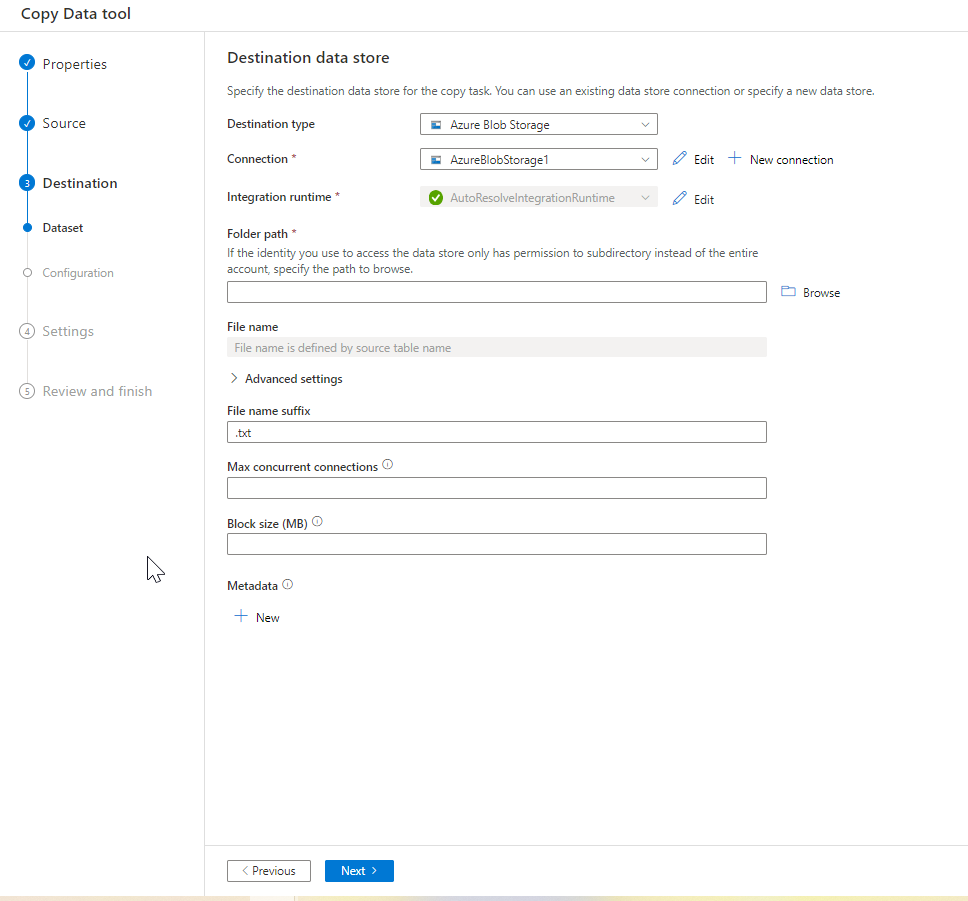 Copy Data tool
Properties
Source
3 Destination
Dataset
Configuration
4 Settings
5 Review and finish
Destination data store
Specify the destination data store for the copy task. You can use an existing data store connection or specify a new data store.
Destination type
Azure Blob Storage
Connection *
AzureBlobStorage1
Edit
New connection
Integration runtime *
AutoResolveIntegrationRuntime
Edit
Folder path *
If the identity you use to access the data store only has permission to subdirectory instead of the entire
account, specify the path to browse.
Browse
File name
File name is defined by source table name
Advanced settings
File name suffix
.txt
Max concurrent connections
Block size (MB)
Metadata
New
Previous
Next